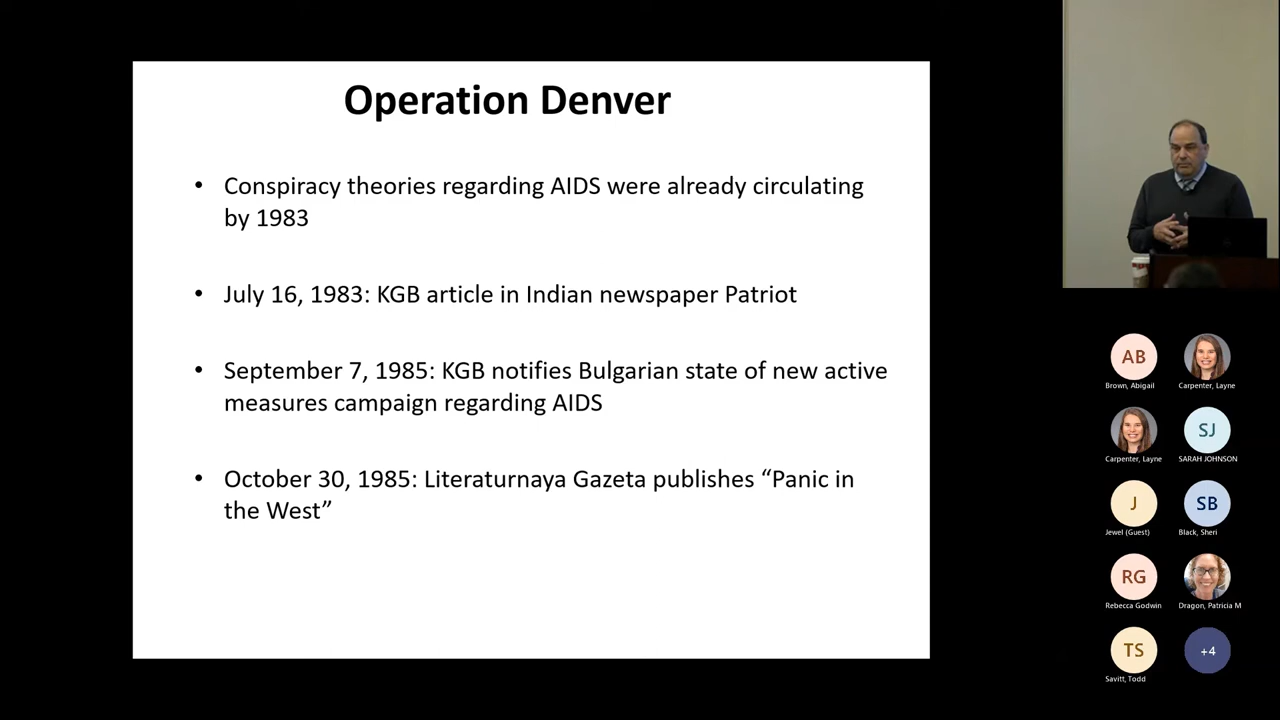 Operation Denver
• Conspiracy theories regarding AIDS were already circulating
by 1983
• July 16, 1983: KGB article in Indian newspaper Patriot
• September 7, 1985: KGB notifies Bulgarian state of new active
measures campaign regarding AIDS
• October 30, 1985: Literaturnaya Gazeta publishes “Panic in
the West”
AB
Brown, Abigail
Carpenter, Layne
Carpenter, Layne
SJ
SARAH JOHNSON
J
Jewel (Guest)
SB
Black, Sheri
RG
Rebecca Godwin
Dragon, Patricia M
TS
Savitt, Todd
+4